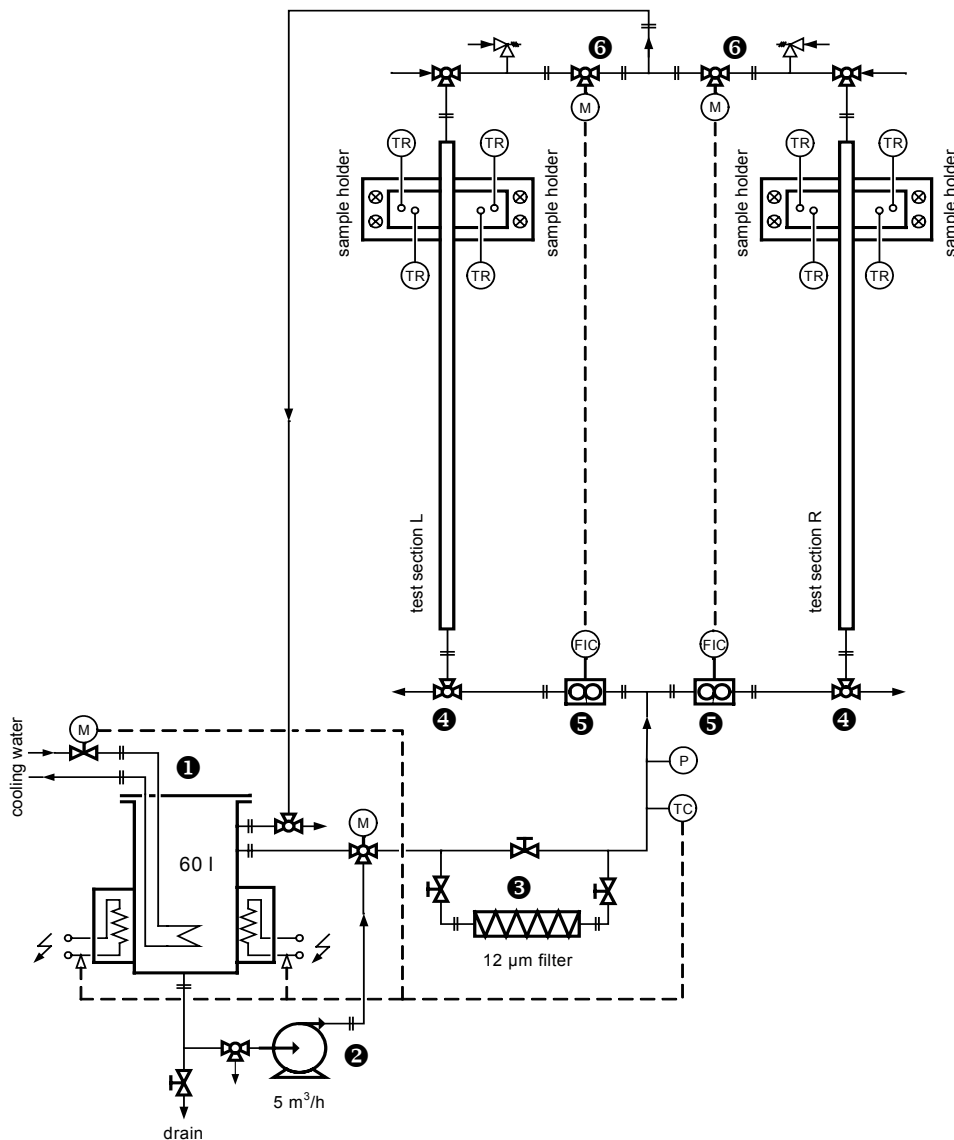 ❻ ❻
M M
TR TR TR TR
sample holder
sample holder
sample holder
sample holder
TR TR TR TR
test section L
test section R
FIC FIC
❹ ❺ ❺ ❹
M
cooling water
❶
P
TC
M
60 l
❸
12 µm filter
❷
5 m³/h
drain